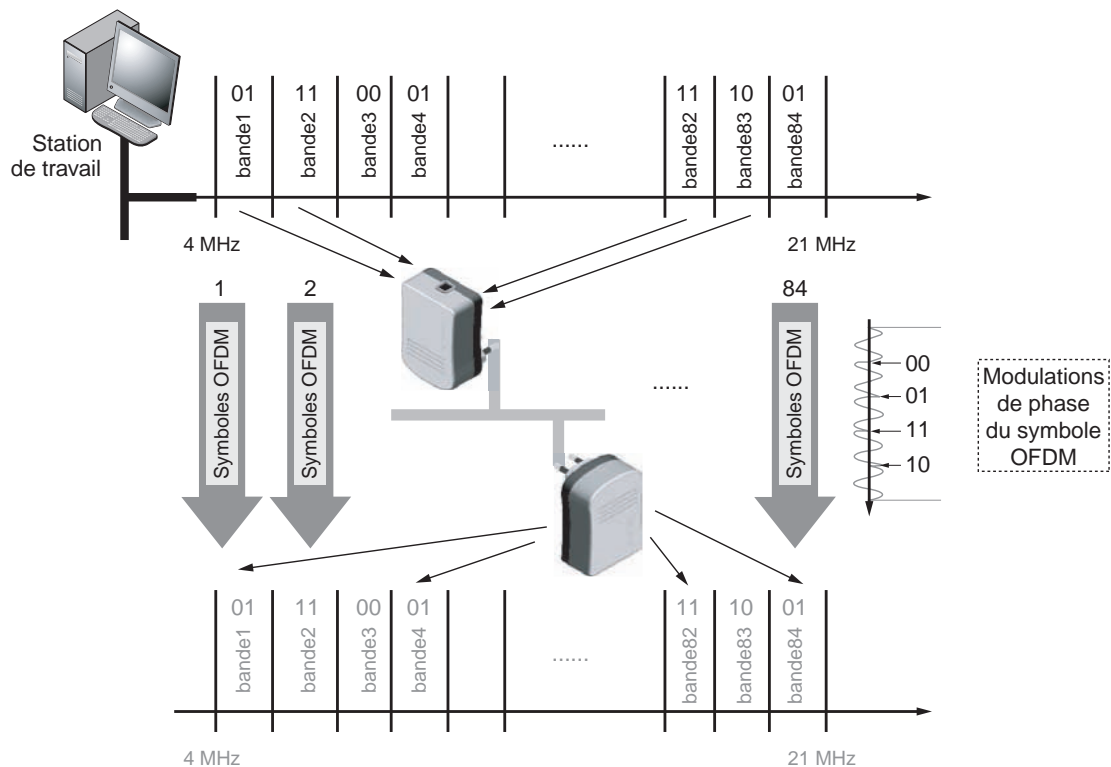 Station
de travail
01 11 00 01 11 10 01
bande1 bande2 bande3 bande4 ...... bande82 bande83 bande84
4 MHz 21 MHz
1 2 84
Symboles OFDM Symboles OFDM ...... Symboles OFDM
00
01
11
10
Modulations
de phase
du symbole
OFDM
01 11 00 01 11 10 01
bande1 bande2 bande3 bande4 ...... bande82 bande83 bande84
4 MHz 21 MHz